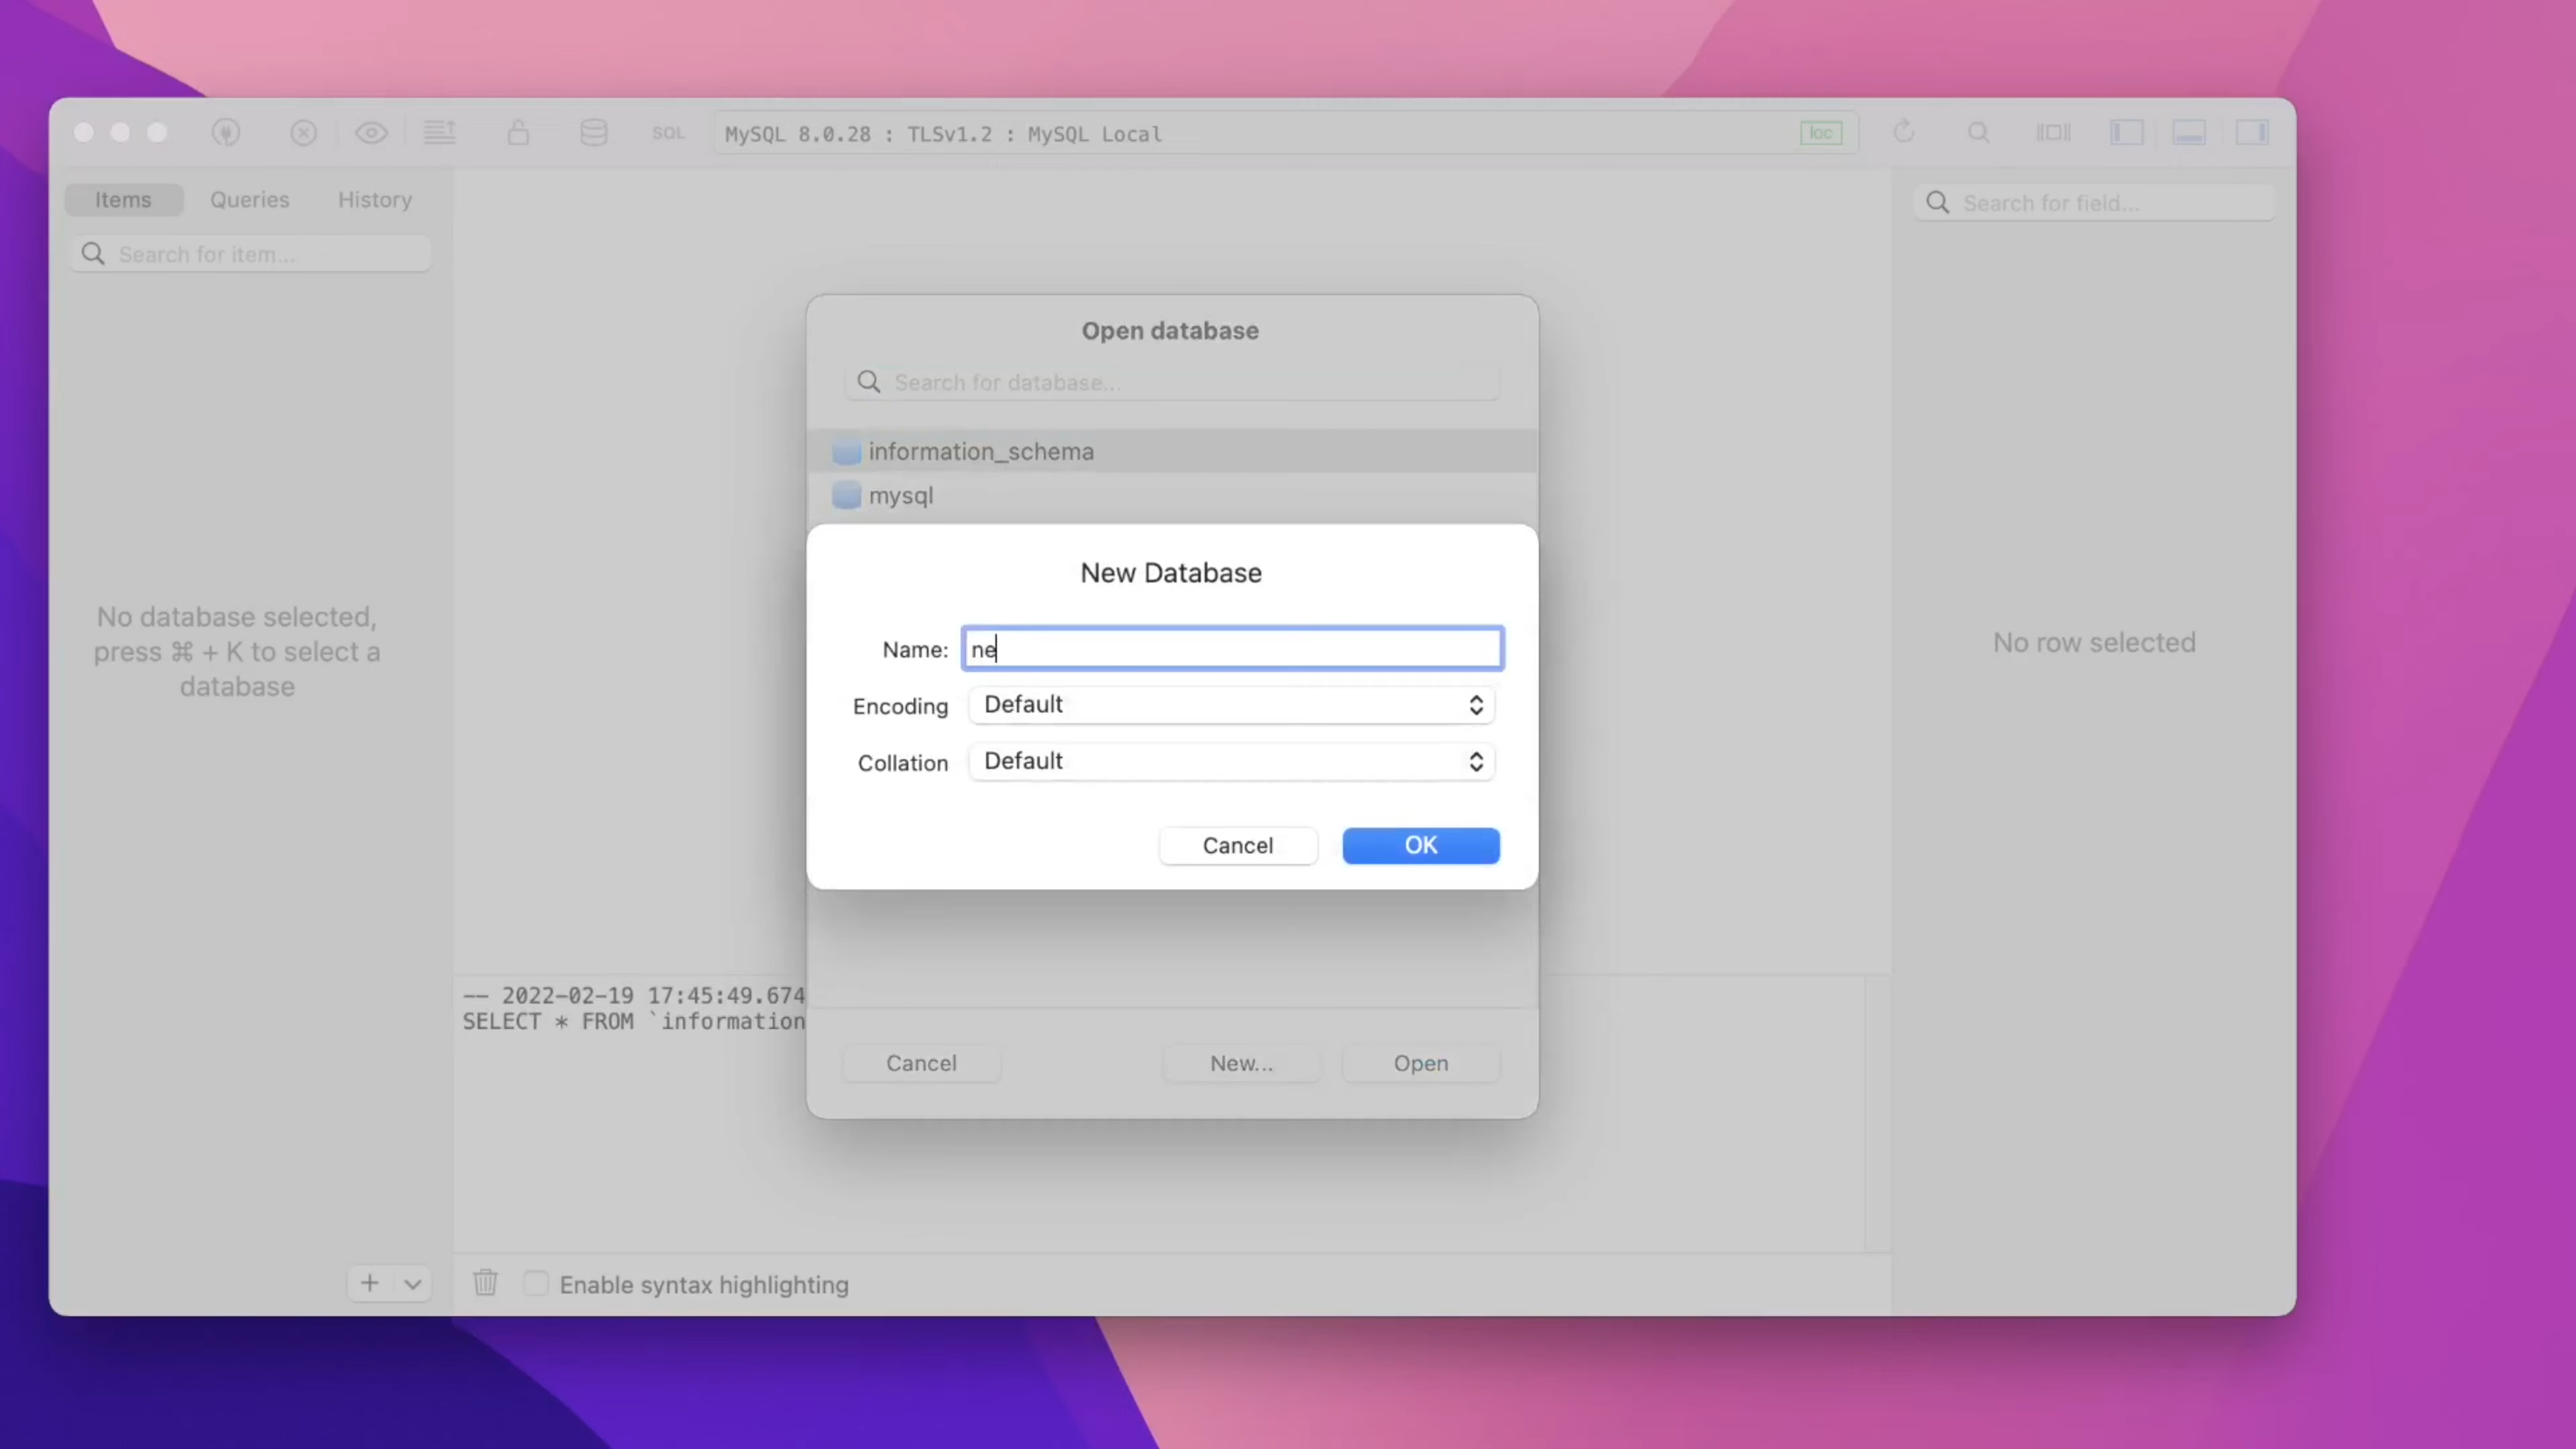 SQL
MySQL 8.0.28 : TLSv1.2 : MySQL Local
loc
Items
Queries
History
Search for item...
Search for field...
No database selected,
press ⌘ + K to select a
database
Open database
Search for database...
information_schema
mysql
New Database
Name: ne
Encoding Default
Collation Default
Cancel
OK
No row selected
-- 2022-02-19 17:45:49.674
SELECT * FROM `information
Cancel
New...
Open
Enable syntax highlighting